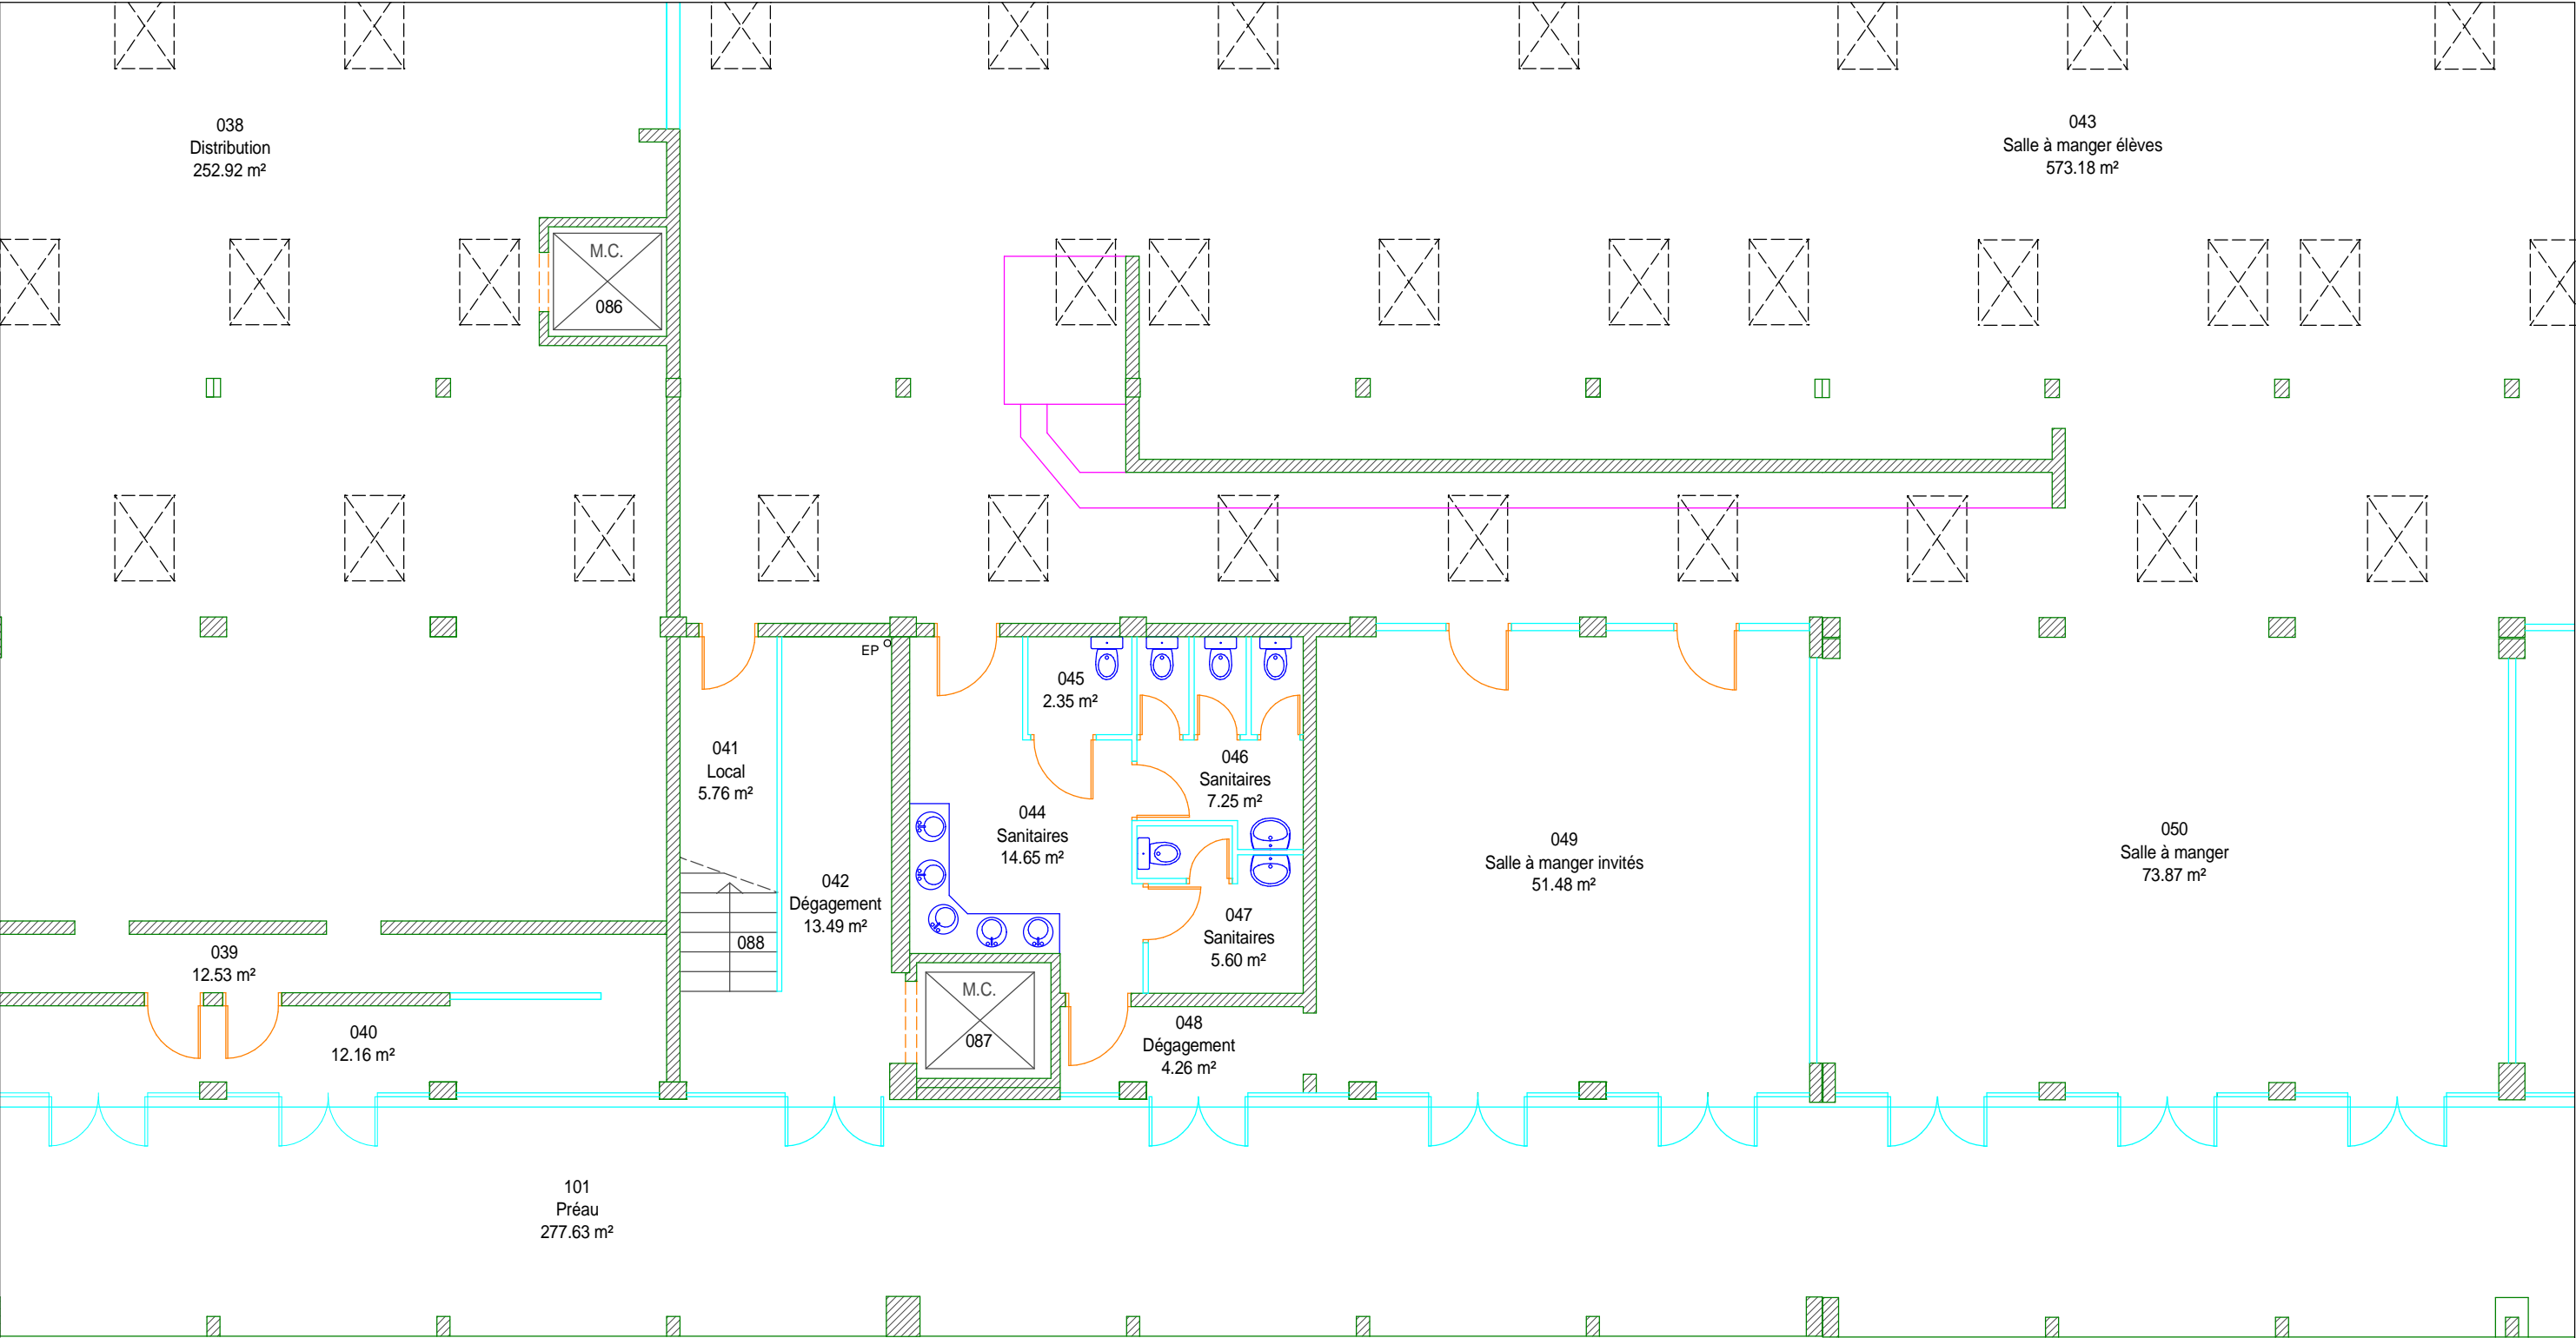 038
Distribution
252.92 m²
043
Salle à manger élèves
573.18 m²
M.C.
086
EP
045
2.35 m²
041
Local
5.76 m²
046
Sanitaires
7.25 m²
044
Sanitaires
14.65 m²
049
Salle à manger invités
51.48 m²
050
Salle à manger
73.87 m²
042
Dégagement
13.49 m²
088
047
Sanitaires
5.60 m²
039
12.53 m²
M.C.
087
040
12.16 m²
048
Dégagement
4.26 m²
101
Préau
277.63 m²